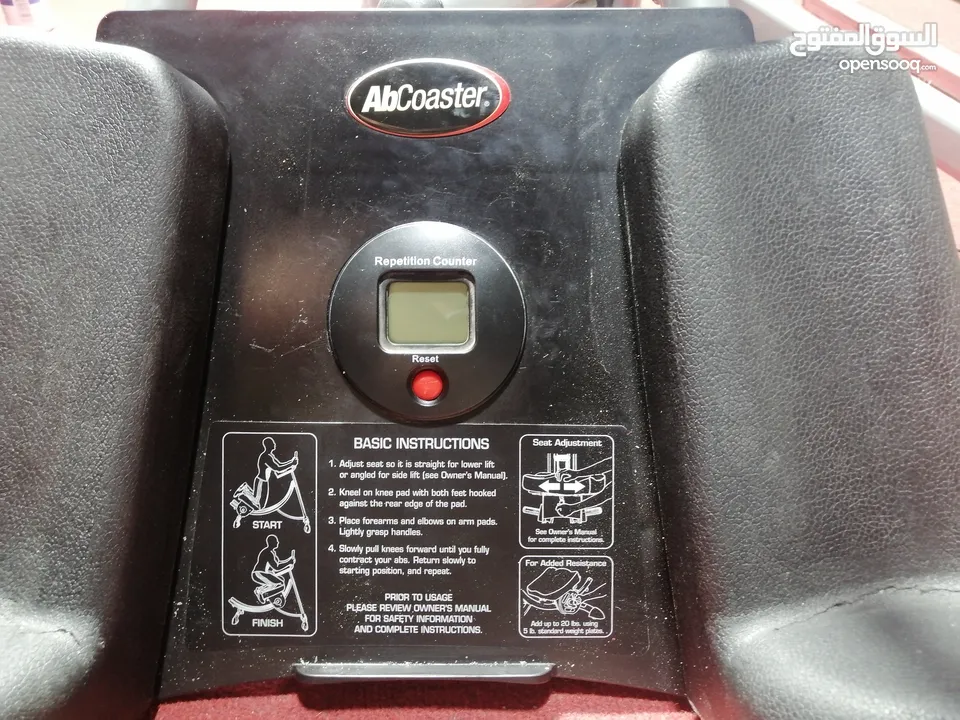 السوق المفتوح
opensooq.com
AbCoaster
Repetition Counter
Reset
BASIC INSTRUCTIONS
1. Adjust seat so it is straight for lower lift
or angled for side lift (see Owner's Manual).
2. Kneel on knee pad with both feet hooked
against the rear edge of the pad.
3. Place forearms and elbows on arm pads.
Lightly grasp handles.
4. Slowly pull knees forward until you fully
contract your abs. Return slowly to
starting position, and repeat.
PRIOR TO USAGE
PLEASE REVIEW OWNER'S MANUAL
FOR SAFETY INFORMATION
AND COMPLETE INSTRUCTIONS.
START
FINISH
Seat Adjustment
See Owner's Manual
for complete instructions.
For Added Resistance
Add up to 20 lbs. using
5 lb. standard weight plates.